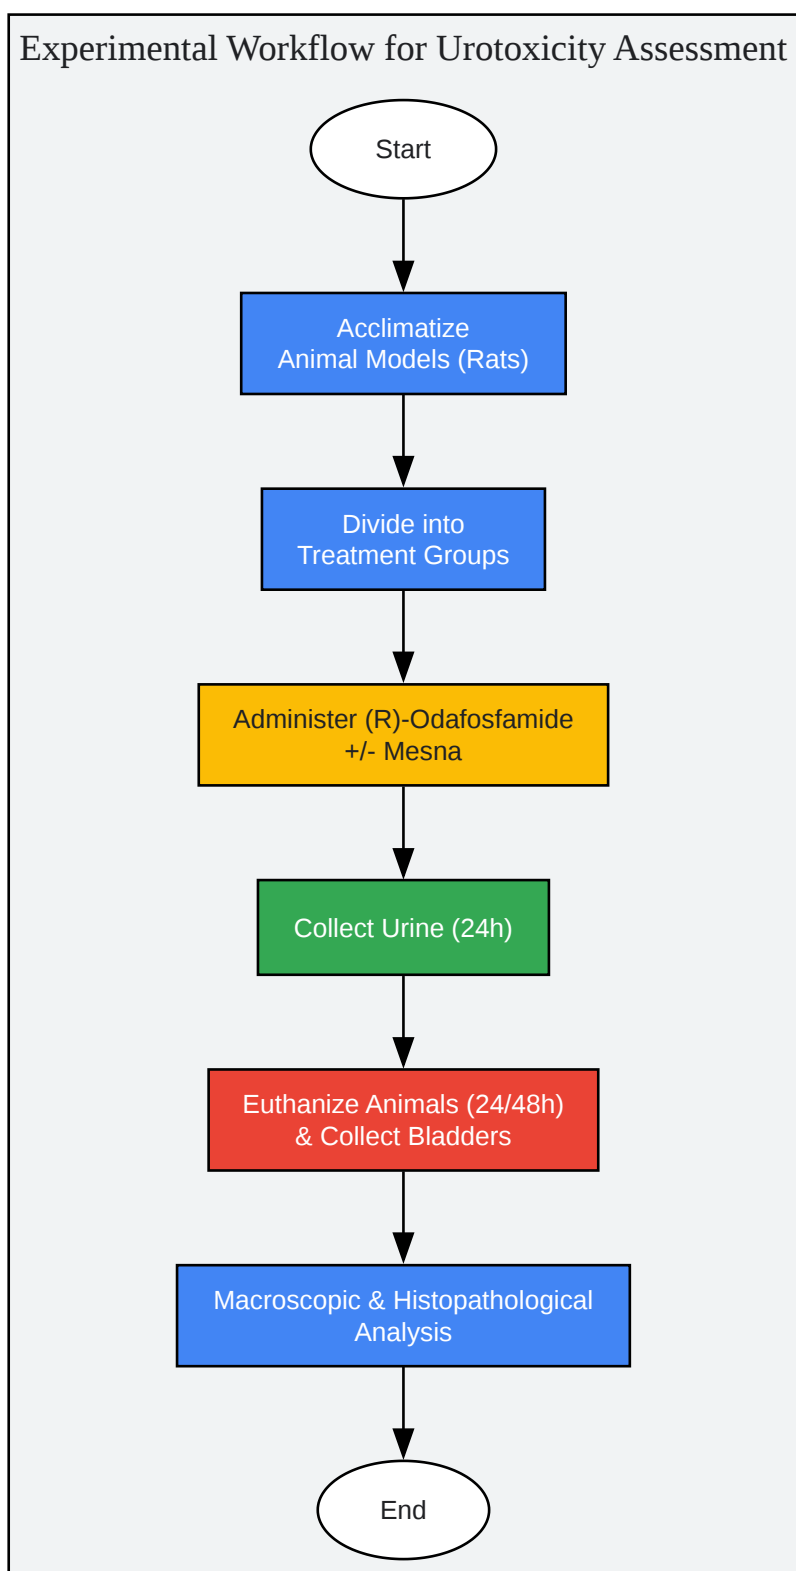 Experimental Workflow for Urotoxicity Assessment
Start
Acclimatize
Animal Models (Rats)
Divide into
Treatment Groups
Administer (R)-Odafosfamide
+/- Mesna
Collect Urine (24h)
Euthanize Animals (24/48h)
& Collect Bladders
Macroscopic & Histopathological
Analysis
End